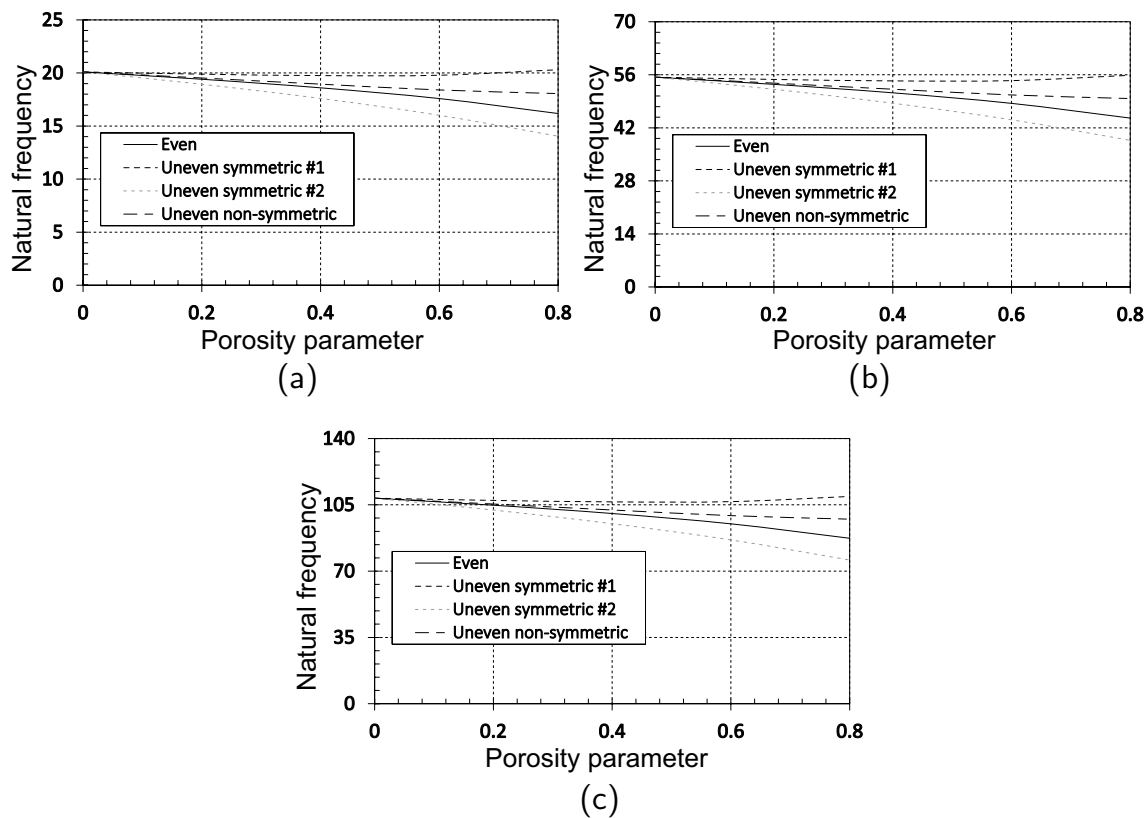 25
20
15
10
5
0
Natural frequency
Even
Uneven symmetric #1
Uneven symmetric #2
Uneven non-symmetric
0 0.2 0.4 0.6 0.8
Porosity parameter
(a)
70
56
42
28
14
0
Natural frequency
Even
Uneven symmetric #1
Uneven symmetric #2
Uneven non-symmetric
0 0.2 0.4 0.6 0.8
Porosity parameter
(b)
140
105
70
35
0
Natural frequency
Even
Uneven symmetric #1
Uneven symmetric #2
Uneven non-symmetric
0 0.2 0.4 0.6 0.8
Porosity parameter
(c)